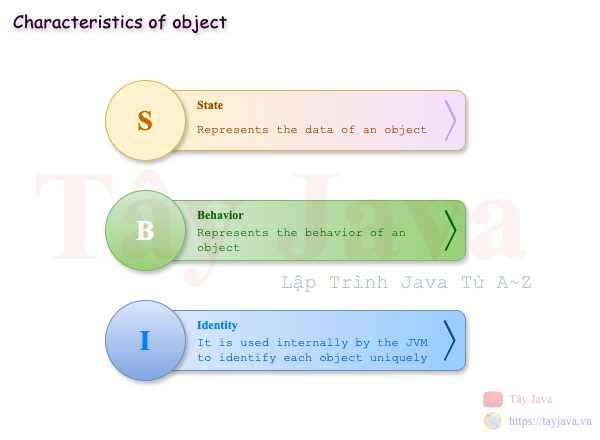 Characteristics of object
S
State
Represents the data of an object
Tây Java
B
Behavior
Represents the behavior of an
object
Lập Trình Java Từ A~Z
I
Identity
It is used internally by the JVM
to identify each object uniquely
Tây Java
https://tayjava.vn